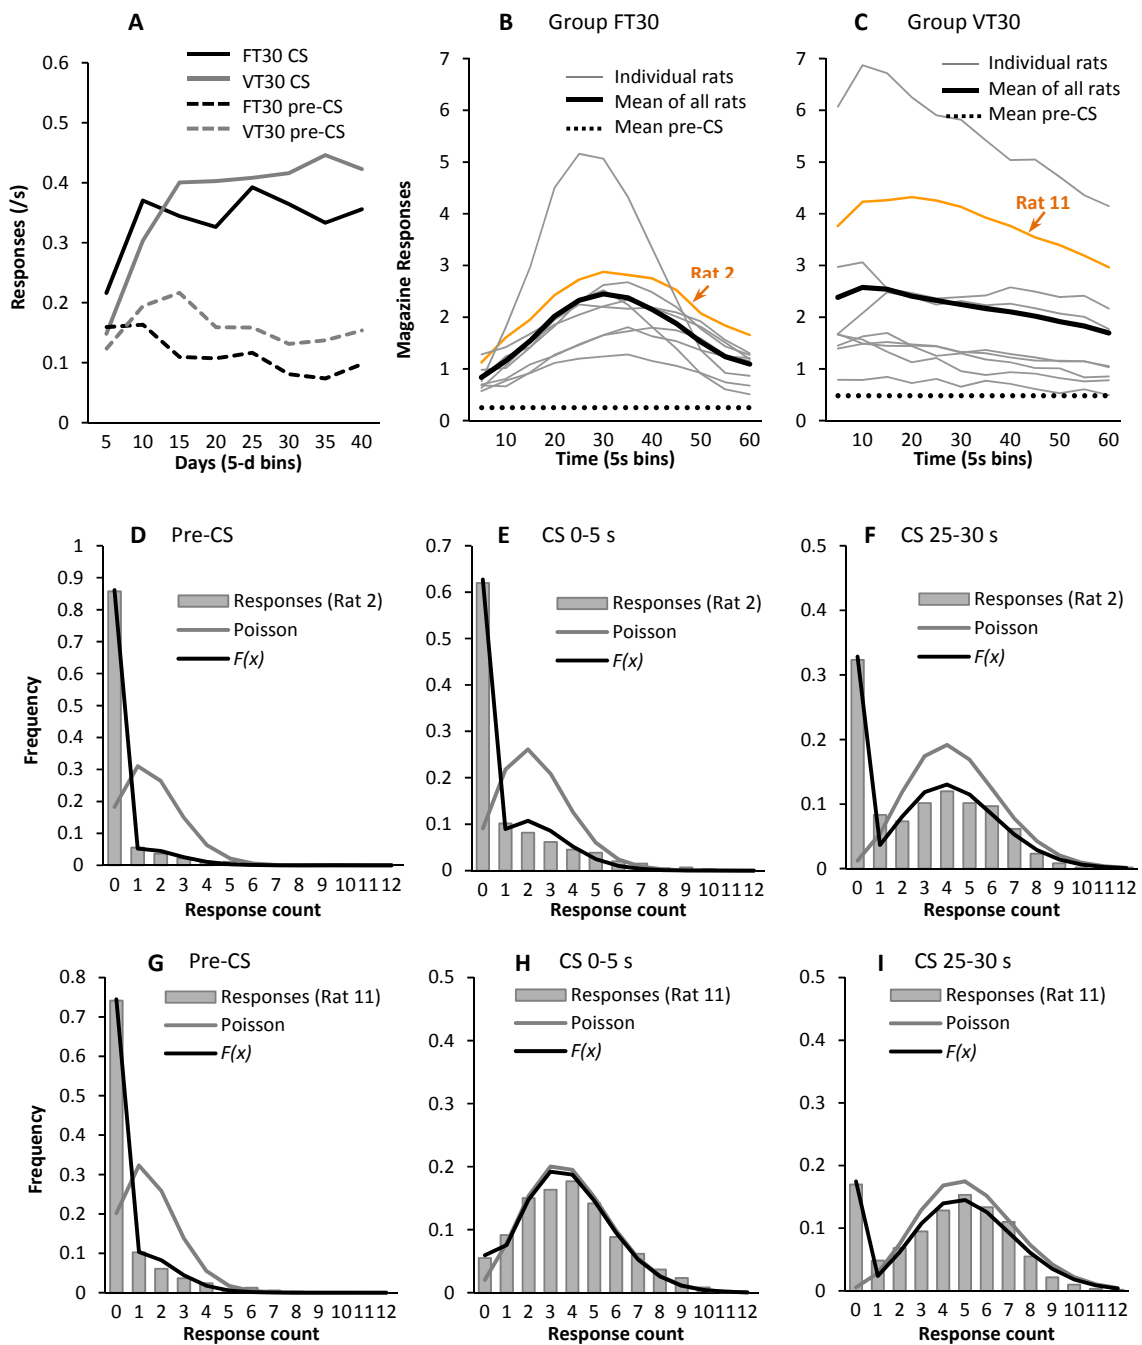 A
FT30 CS
VT30 CS
FT30 pre-CS
VT30 pre-CS
Responses (/s)
0.6
0.5
0.4
0.3
0.2
0.1
0
5 10 15 20 25 30 35 40
Days (5-d bins)
B Group FT30
Individual rats
Mean of all rats
Mean pre-CS
Rat 2
Magazine Responses
7
6
5
4
3
2
1
0
10 20 30 40 50 60
Time (5s bins)
C Group VT30
Individual rats
Mean of all rats
Mean pre-CS
Rat 11
7
6
5
4
3
2
1
0
10 20 30 40 50 60
Time (5s bins)
D Pre-CS
Responses (Rat 2)
Poisson
F(x)
Frequency
1
0.9
0.8
0.7
0.6
0.5
0.4
0.3
0.2
0.1
0
0 1 2 3 4 5 6 7 8 9 10 11 12
Response count
E CS 0-5 s
Responses (Rat 2)
Poisson
F(x)
0.7
0.6
0.5
0.4
0.3
0.2
0.1
0
0 1 2 3 4 5 6 7 8 9 10 11 12
Response count
F CS 25-30 s
Responses (Rat 2)
Poisson
F(x)
0.5
0.4
0.3
0.2
0.1
0
0 1 2 3 4 5 6 7 8 9 10 11 12
Response count
G Pre-CS
Responses (Rat 11)
Poisson
F(x)
Frequency
0.8
0.7
0.6
0.5
0.4
0.3
0.2
0.1
0
0 1 2 3 4 5 6 7 8 9 10 11 12
Response count
H CS 0-5 s
Responses (Rat 11)
Poisson
F(x)
0.5
0.4
0.3
0.2
0.1
0
0 1 2 3 4 5 6 7 8 9 10 11 12
Response count
I CS 25-30 s
Responses (Rat 11)
Poisson
F(x)
0.5
0.4
0.3
0.2
0.1
0
0 1 2 3 4 5 6 7 8 9 10 11 12
Response count